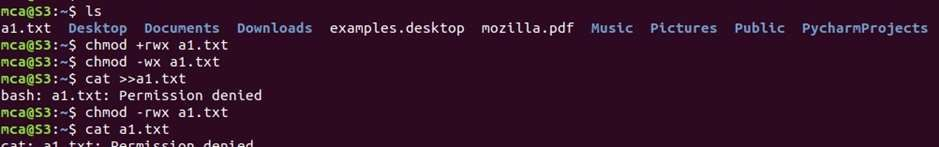 mca@S3:~$ ls
a1.txt  Desktop  Documents  Downloads  examples.desktop  mozilla.pdf  Music  Pictures  Public  PycharmProjects
mca@S3:~$ chmod +rwx a1.txt
mca@S3:~$ chmod -wx a1.txt
mca@S3:~$ cat >>a1.txt
bash: a1.txt: Permission denied
mca@S3:~$ chmod -rwx a1.txt
mca@S3:~$ cat a1.txt
cat: a1.txt: Permission denied